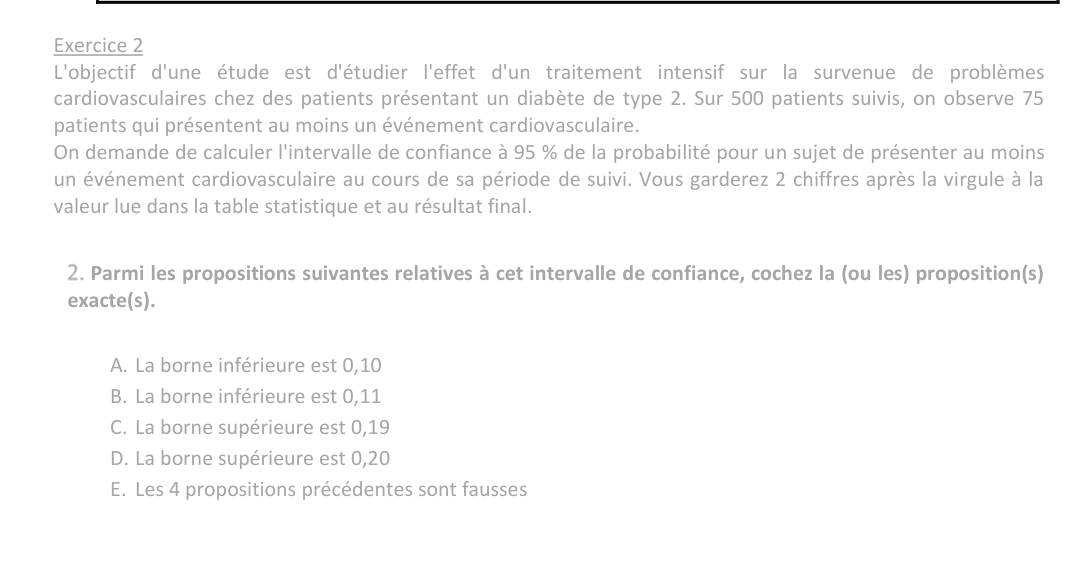 Exercice 2
L'objectif d'une étude est d'étudier l'effet d'un traitement intensif sur la survenue de problèmes
cardiovasculaires chez des patients présentant un diabète de type 2. Sur 500 patients suivis, on observe 75
patients qui présentent au moins un événement cardiovasculaire.
On demande de calculer l'intervalle de confiance à 95 % de la probabilité pour un sujet de présenter au moins
un événement cardiovasculaire au cours de sa période de suivi. Vous garderez 2 chiffres après la virgule à la
valeur lue dans la table statistique et au résultat final.
2. Parmi les propositions suivantes relatives à cet intervalle de confiance, cochez la (ou les) proposition(s)
exacte(s).
A. La borne inférieure est 0,10
B. La borne inférieure est 0,11
C. La borne supérieure est 0,19
D. La borne supérieure est 0,20
E. Les 4 propositions précédentes sont fausses